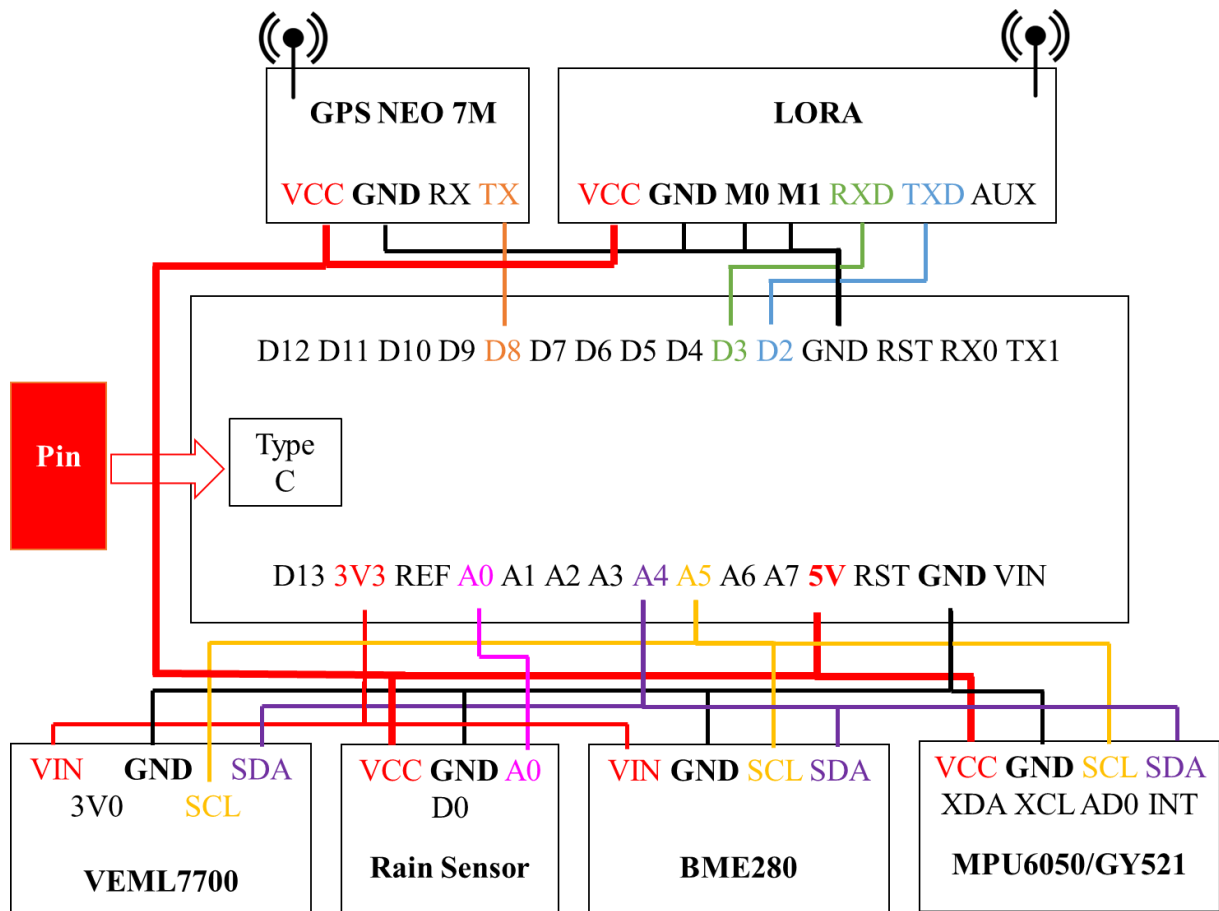 GPS NEO 7M
VCC GND RX TX
LORA
VCC GND M0 M1 RXD TXD AUX
D12 D11 D10 D9 D8 D7 D6 D5 D4 D3 D2 GND RST RX0 TX1
Pin
Type
C
D13 3V3 REF A0 A1 A2 A3 A4 A5 A6 A7 5V RST GND VIN
VIN GND SDA
3V0 SCL
VEML7700
VCC GND A0
D0
Rain Sensor
VIN GND SCL SDA
BME280
VCC GND SCL SDA
XDA XCL AD0 INT
MPU6050/GY521